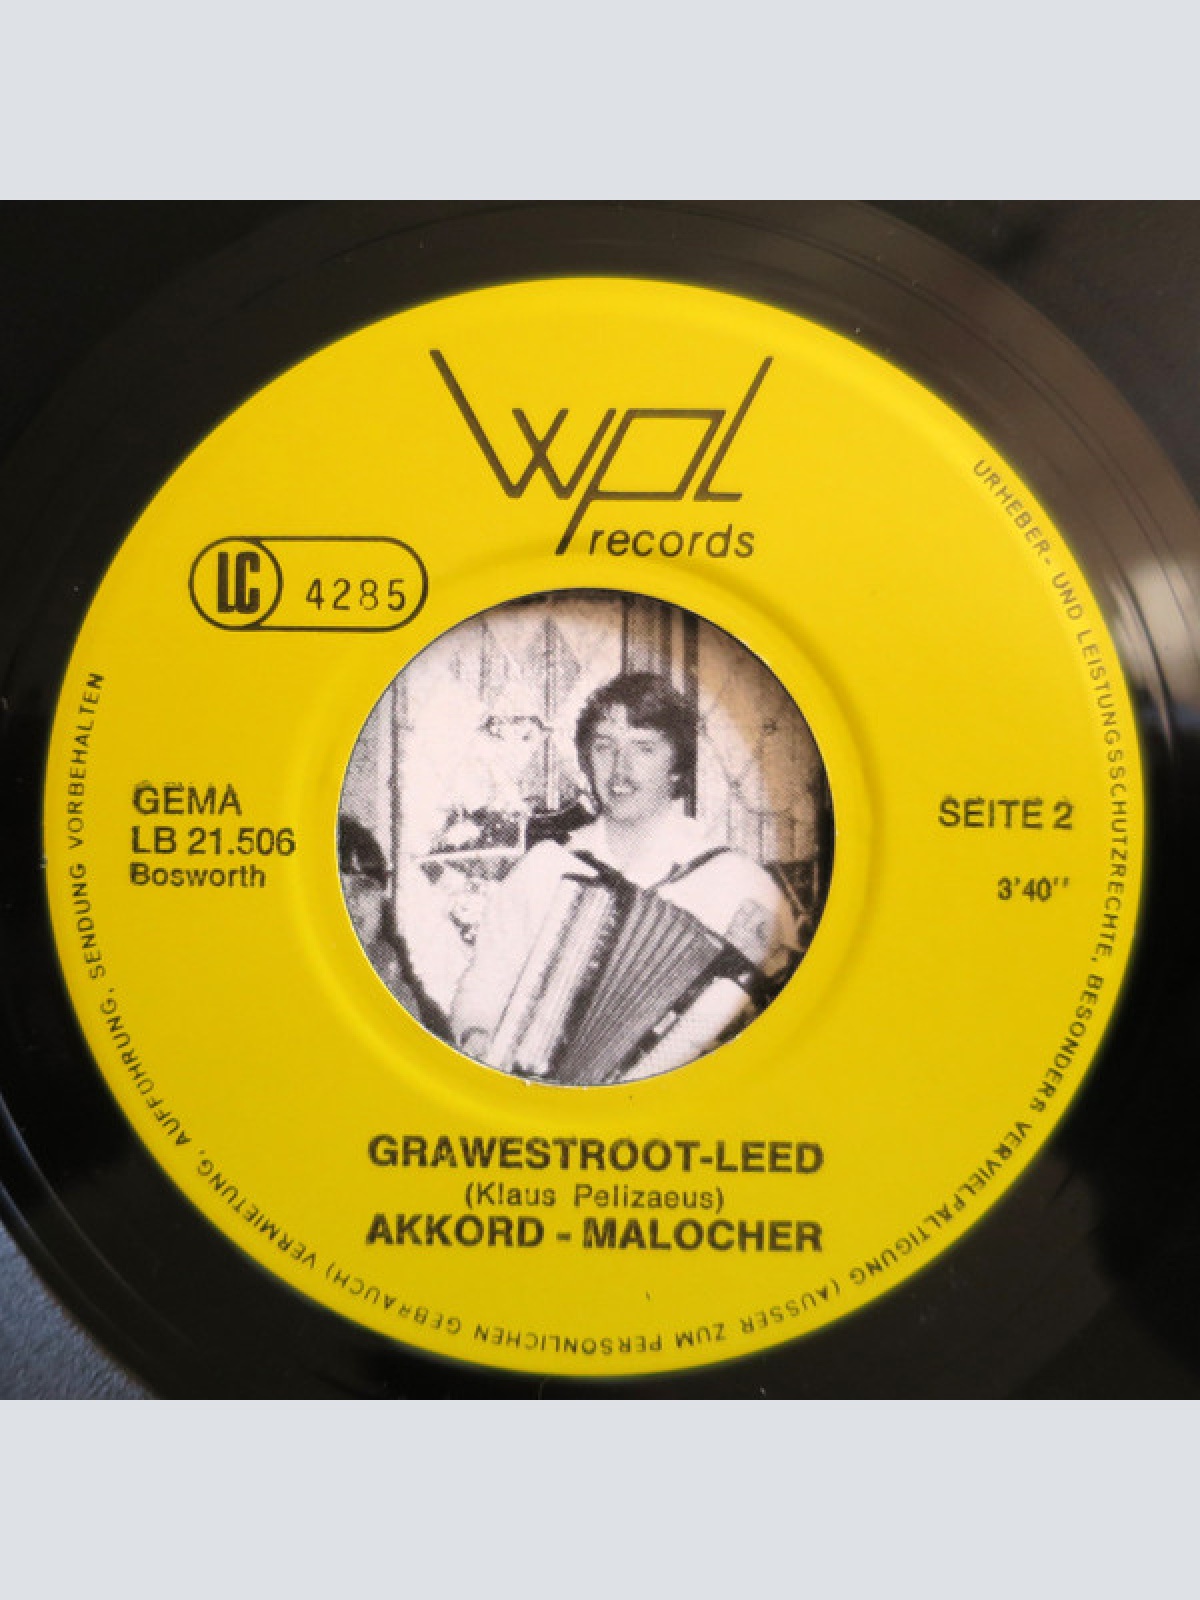 wpl
records
LC 4285
GEMA
LB 21.506
Bosworth
SEITE 2
3'40''
GRAWESTROOT-LEED
(Klaus Pelizaeus)
AKKORD - MALOCHER
URHEBER- UND LEISTUNGSSCHUTZRECHTE, BESONDERS VERVIELFÄLTIGUNG (AUSSER ZUM PERSÖNLICHEN GEBRAUCH) VERMIETUNG, AUFFÜHRUNG, SENDUNG VORBEHALTEN